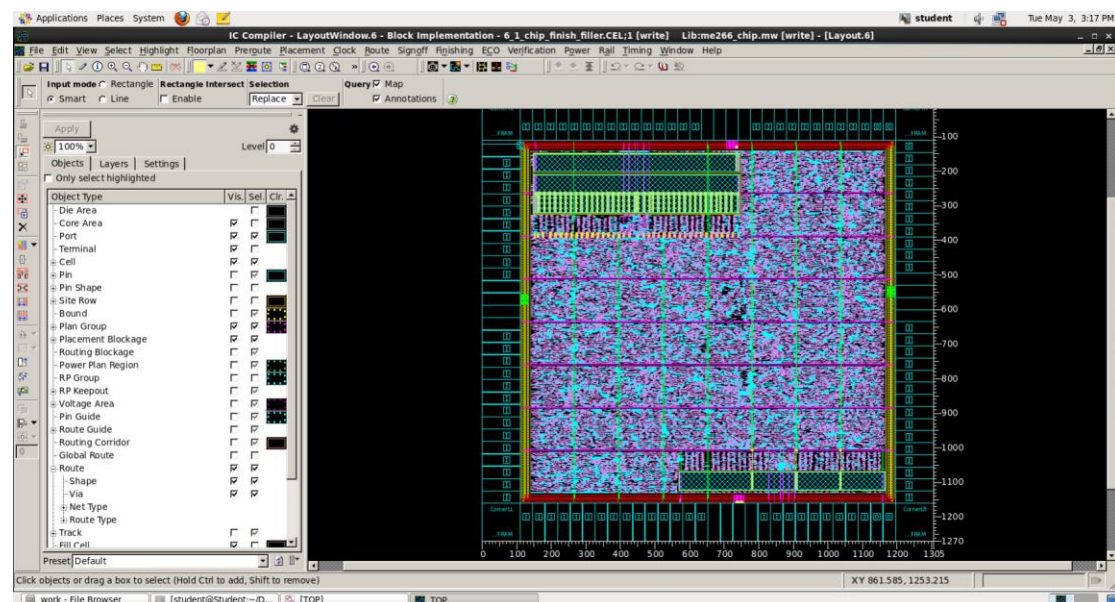 Applications Places System student Tue May 3, 3:17 PM
IC Compiler - LayoutWindow.6 - Block Implementation - 6_1_chip_finish_filler.CEL;1 [write] Lib:me266_chip.mw [write] - [Layout.6]
File Edit View Select Highlight Floorplan Preroute Placement Clock Route Signoff Finishing ECO Verification Power Rail Timing Window Help
Input mode Rectangle Rectangle Intersect Selection Query Map
Smart Line Enable Replace Clear Annotations
Apply
100% Level 0
Objects Layers Settings
Only select highlighted
Object Type Vis. Sel. Clr.
Die Area
Core Area
Port
Terminal
Cell
Pin
Pin Shape
Site Row
Bound
Plan Group
Placement Blockage
Routing Blockage
Power Plan Region
RP Group
RP Keepout
Voltage Area
Pin Guide
Route Guide
Routing Corridor
Global Route
Route
Shape
Via
Net Type
Route Type
Track
Fill Cell
0
Preset Default
__FRAM __FRAM
100
200
300
400
500
600
700
800
900
1000
1100
1200
1270
CornerLL CornerLR
__FRAM __FRAM
0 100 200 300 400 500 600 700 800 900 1000 1100 1200 1305
Click objects or drag a box to select (Hold Ctrl to add, Shift to remove) XY 861.585, 1253.215
work - File Browser [student@Student:~/D... [TOP] TOP